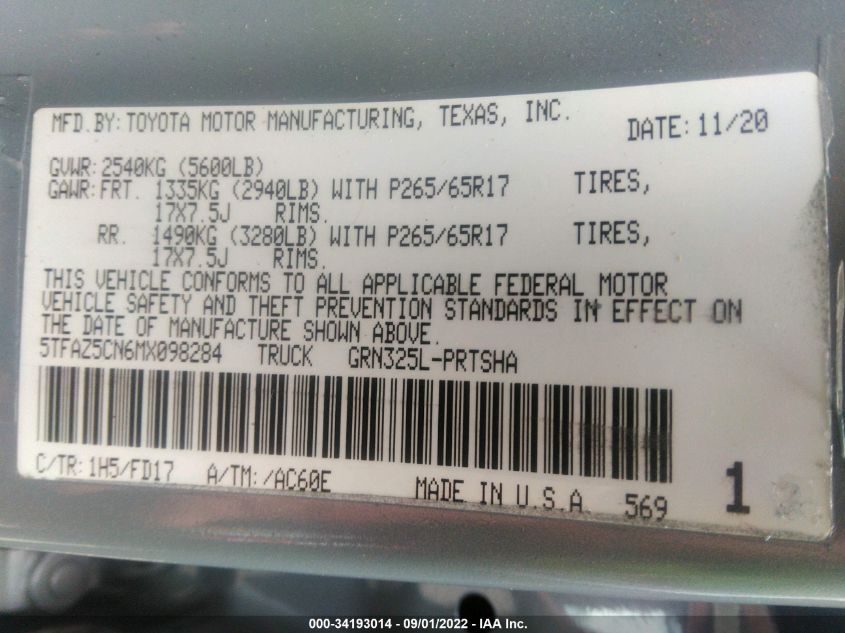 MFD.BY: TOYOTA MOTOR MANUFACTURING, TEXAS, INC. DATE: 11/20
GVWR: 2540KG (5600LB)
GAWR: FRT. 1335KG (2940LB) WITH P265/65R17 TIRES,
17X7.5J RIMS.
RR. 1490KG (3280LB) WITH P265/65R17 TIRES,
17X7.5J RIMS.
THIS VEHICLE CONFORMS TO ALL APPLICABLE FEDERAL MOTOR
VEHICLE SAFETY AND THEFT PREVENTION STANDARDS IN EFFECT ON
THE DATE OF MANUFACTURE SHOWN ABOVE.
5TFAZ5CN6MX098284 TRUCK GRN325L-PRTSHA
C/TR: 1H5/FD17 A/TM: /AC60E MADE IN U.S.A. 569 1 2
000-34193014 - 09/01/2022 - IAA Inc.